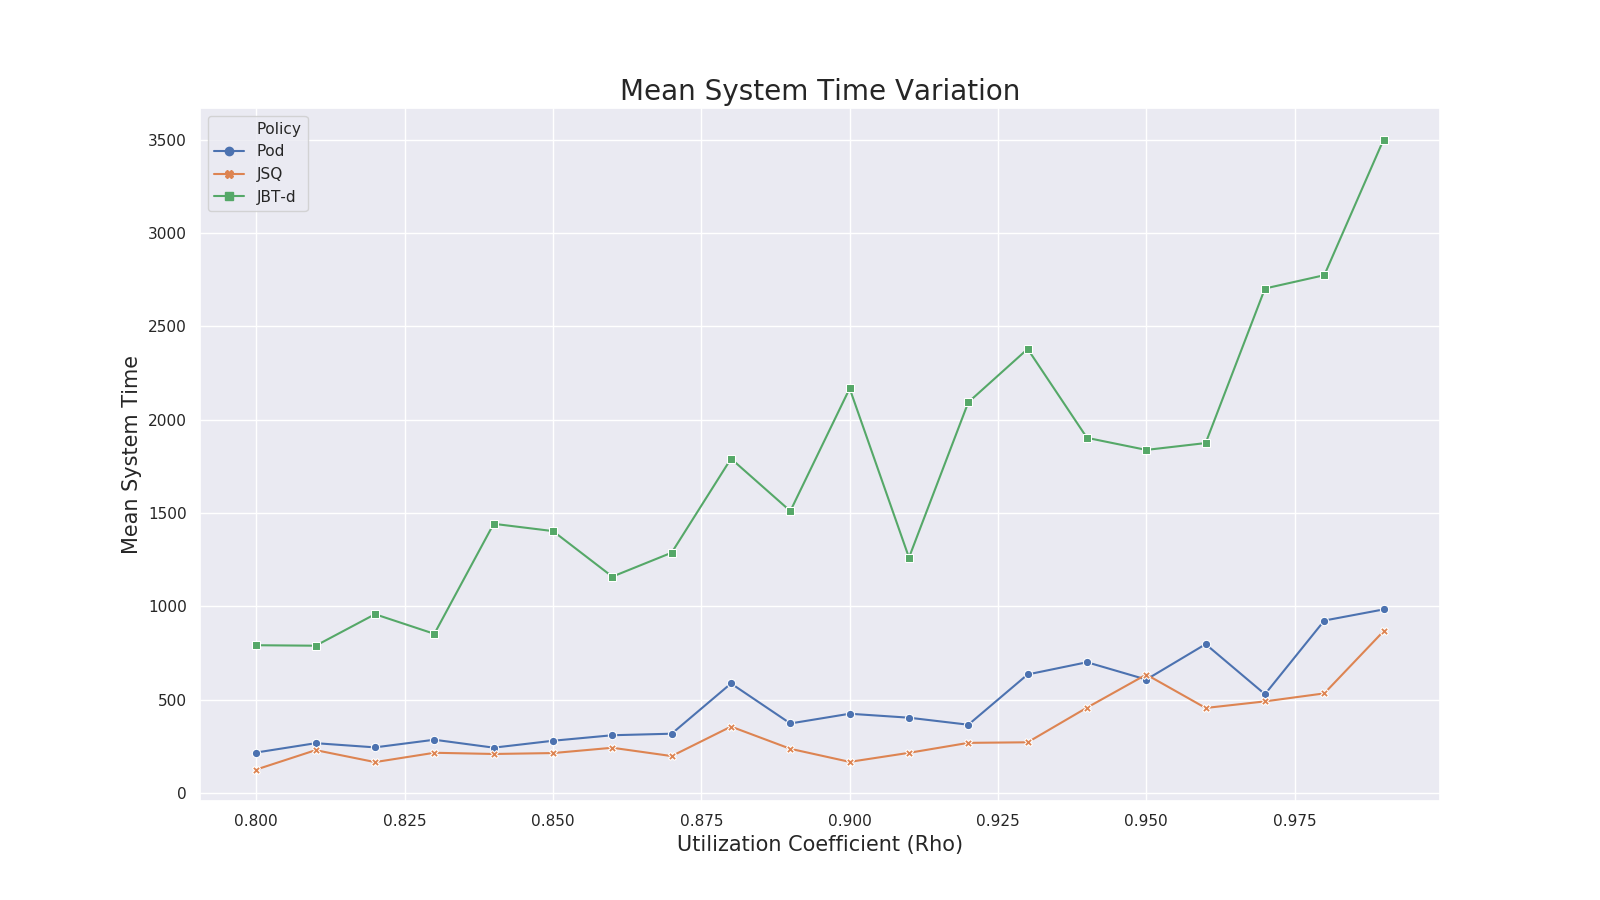 Mean System Time Variation
Policy
Pod
JSQ
JBT-d
3500
3000
2500
2000
1500
1000
500
0
Mean System Time
0.800 0.825 0.850 0.875 0.900 0.925 0.950 0.975
Utilization Coefficient (Rho)